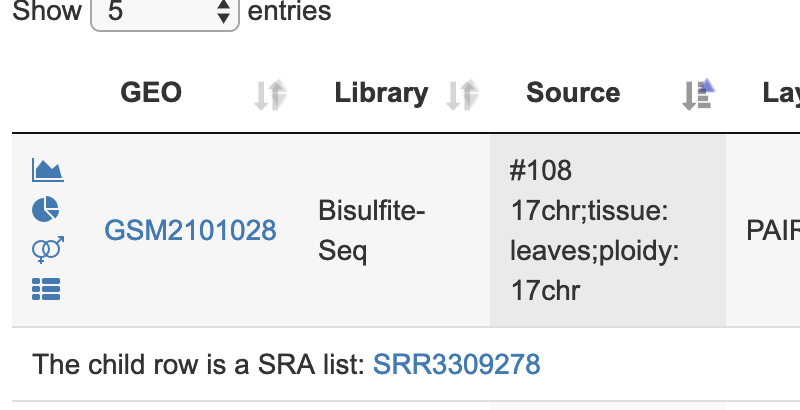 Show 5 entries
GEO Library Source Lay
GSM2101028 Bisulfite-
Seq #108
17chr;tissue:
leaves;ploidy:
17chr PAIR
The child row is a SRA list: SRR3309278